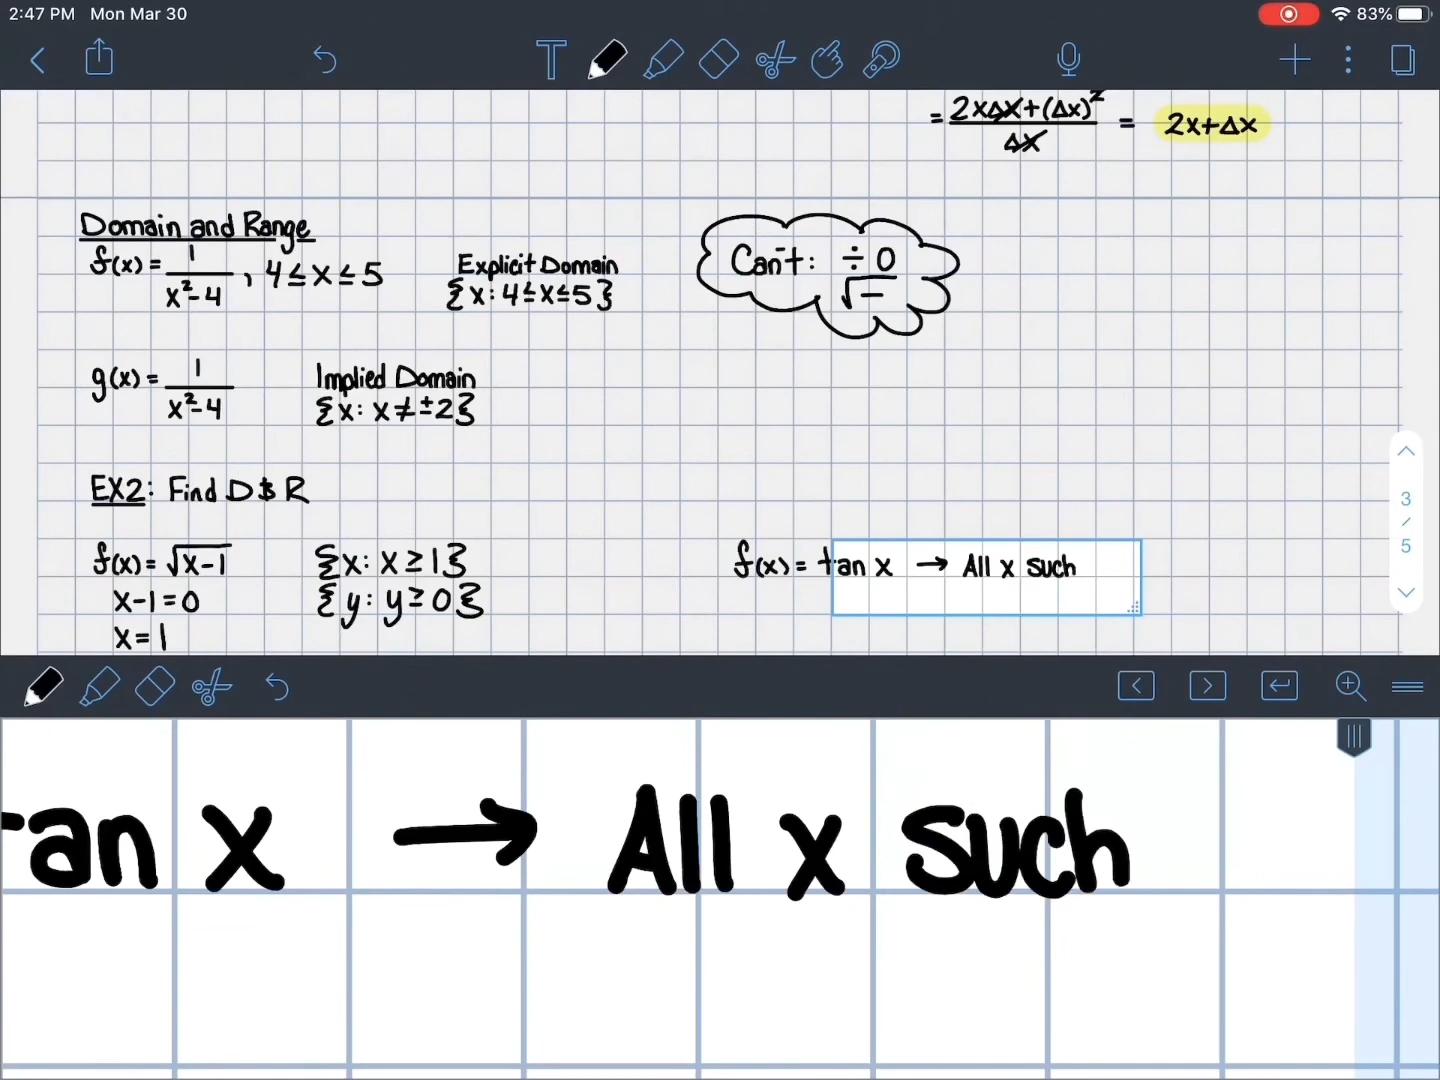 2:47 PM Mon Mar 30
83%
T
= 2xΔx+(Δx)² / Δx = 2x+Δx
Domain and Range
f(x) = 1 / x²-4 , 4≤x≤5
Explicit Domain
{x: 4≤x≤5}
Can't: ÷ 0
√-
g(x) = 1 / x²-4
Implied Domain
{x: x≠±2}
EX2: Find D & R
f(x) = √x-1
{x: x≥1}
x-1=0
{y: y≥0}
x=1
f(x) = tan x → All x such
3
/
5
tan x → All x such